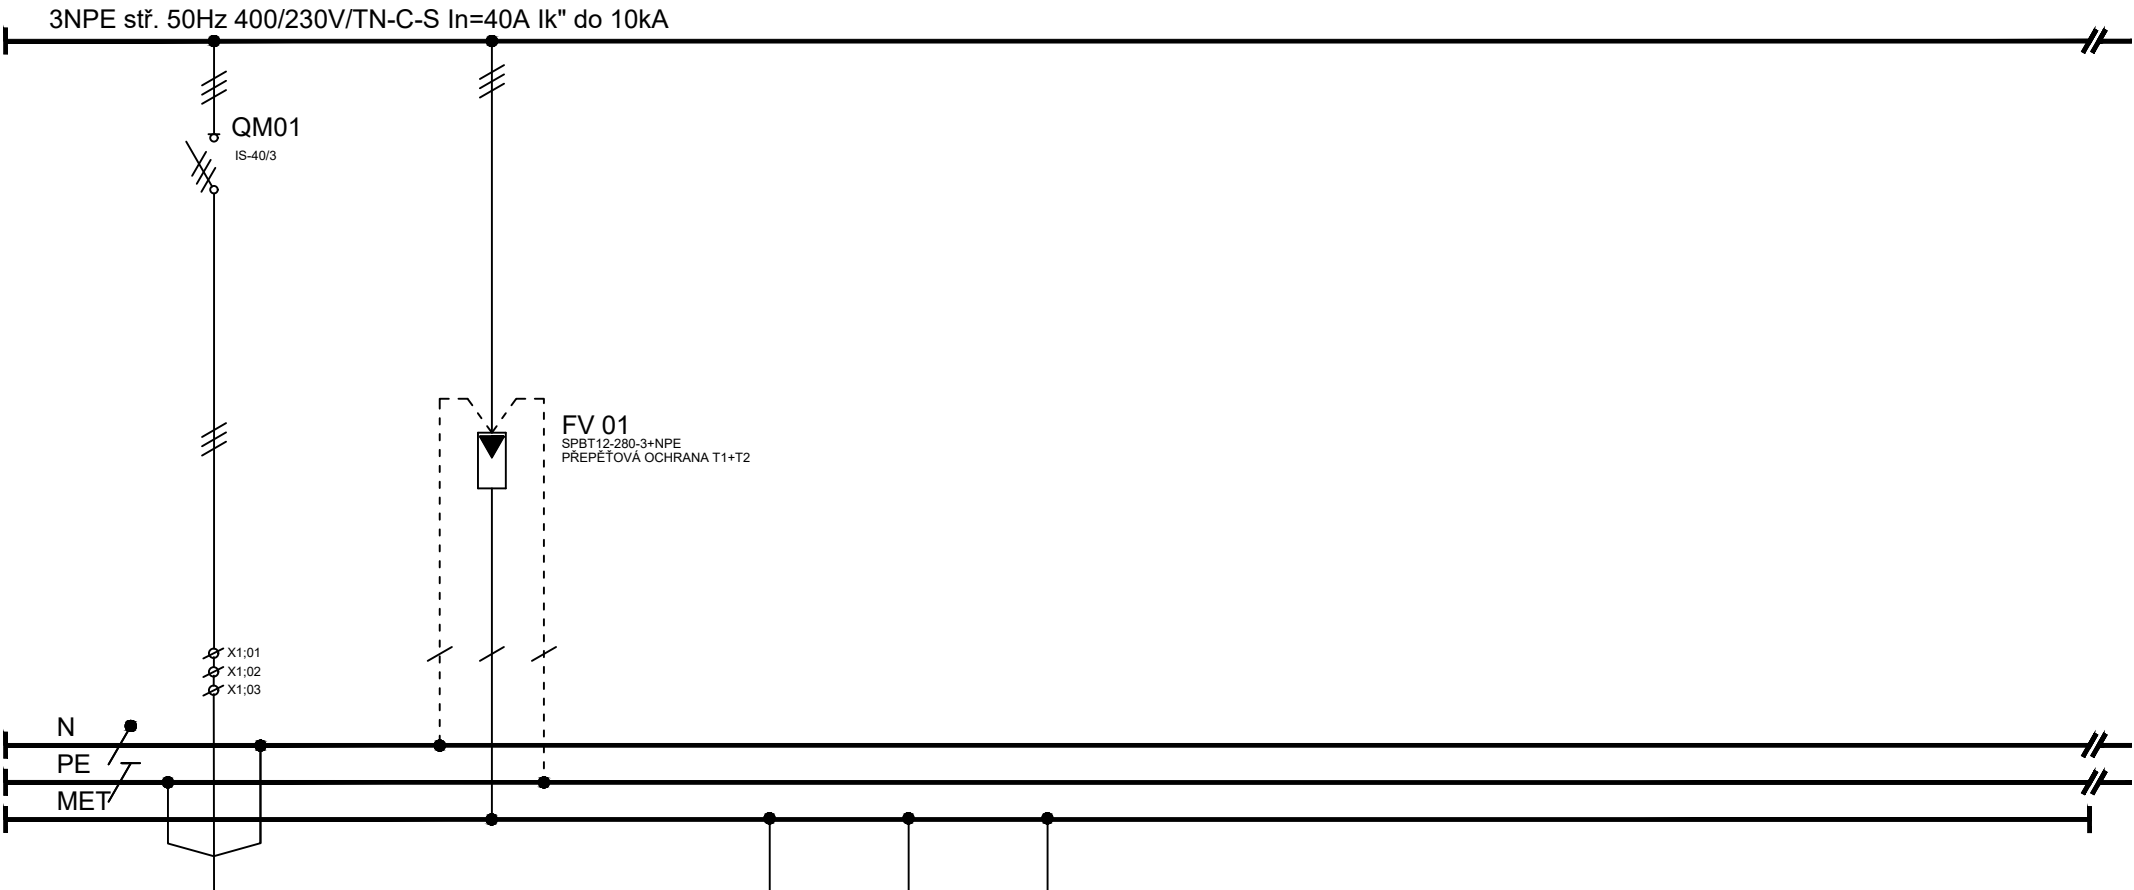 3NPE stř. 50Hz 400/230V/TN-C-S In=40A Ik" do 10kA
QM01
IS-40/3
FV 01
SPBT12-280-3+NPE
PŘEPĚŤOVÁ OCHRANA T1+T2
X1;01
X1;02
X1;03
N
PE
MET